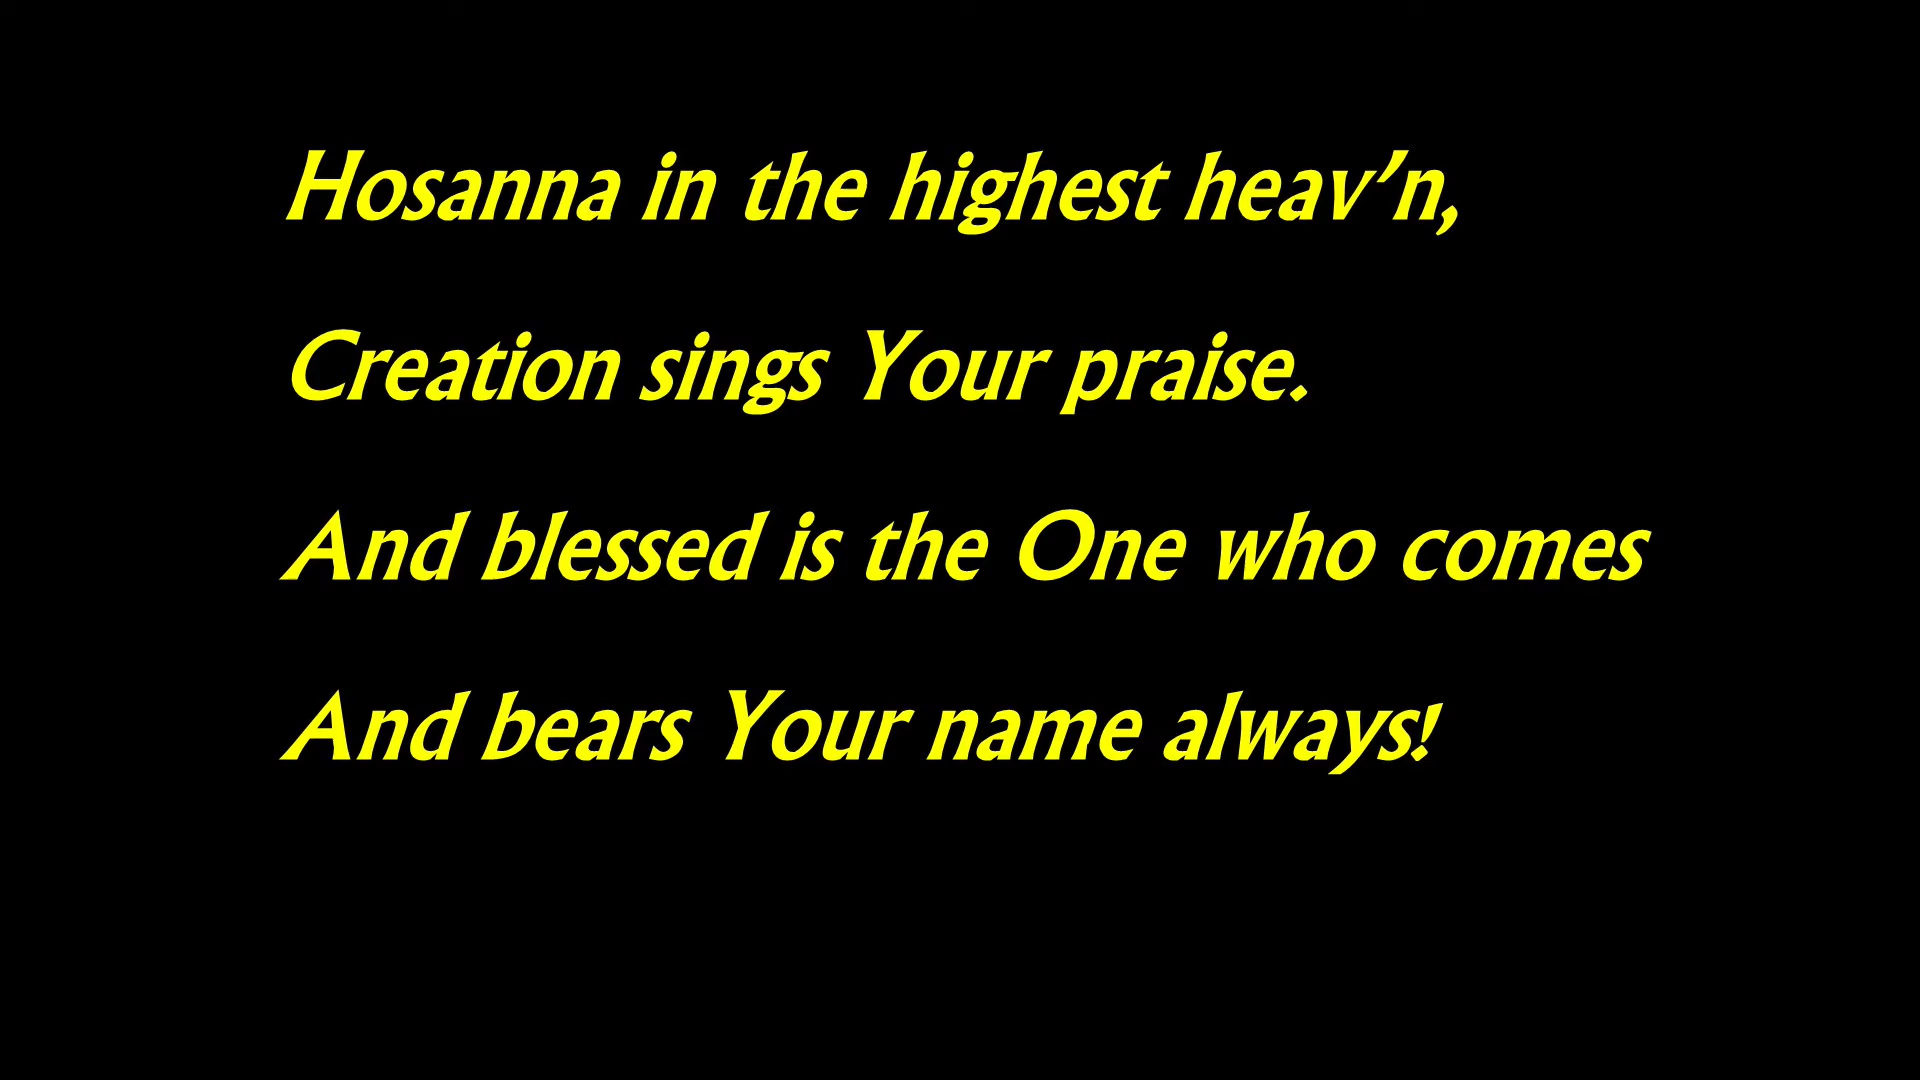 Hosanna in the highest heav’n,
Creation sings Your praise.
And blessed is the One who comes
And bears Your name always!